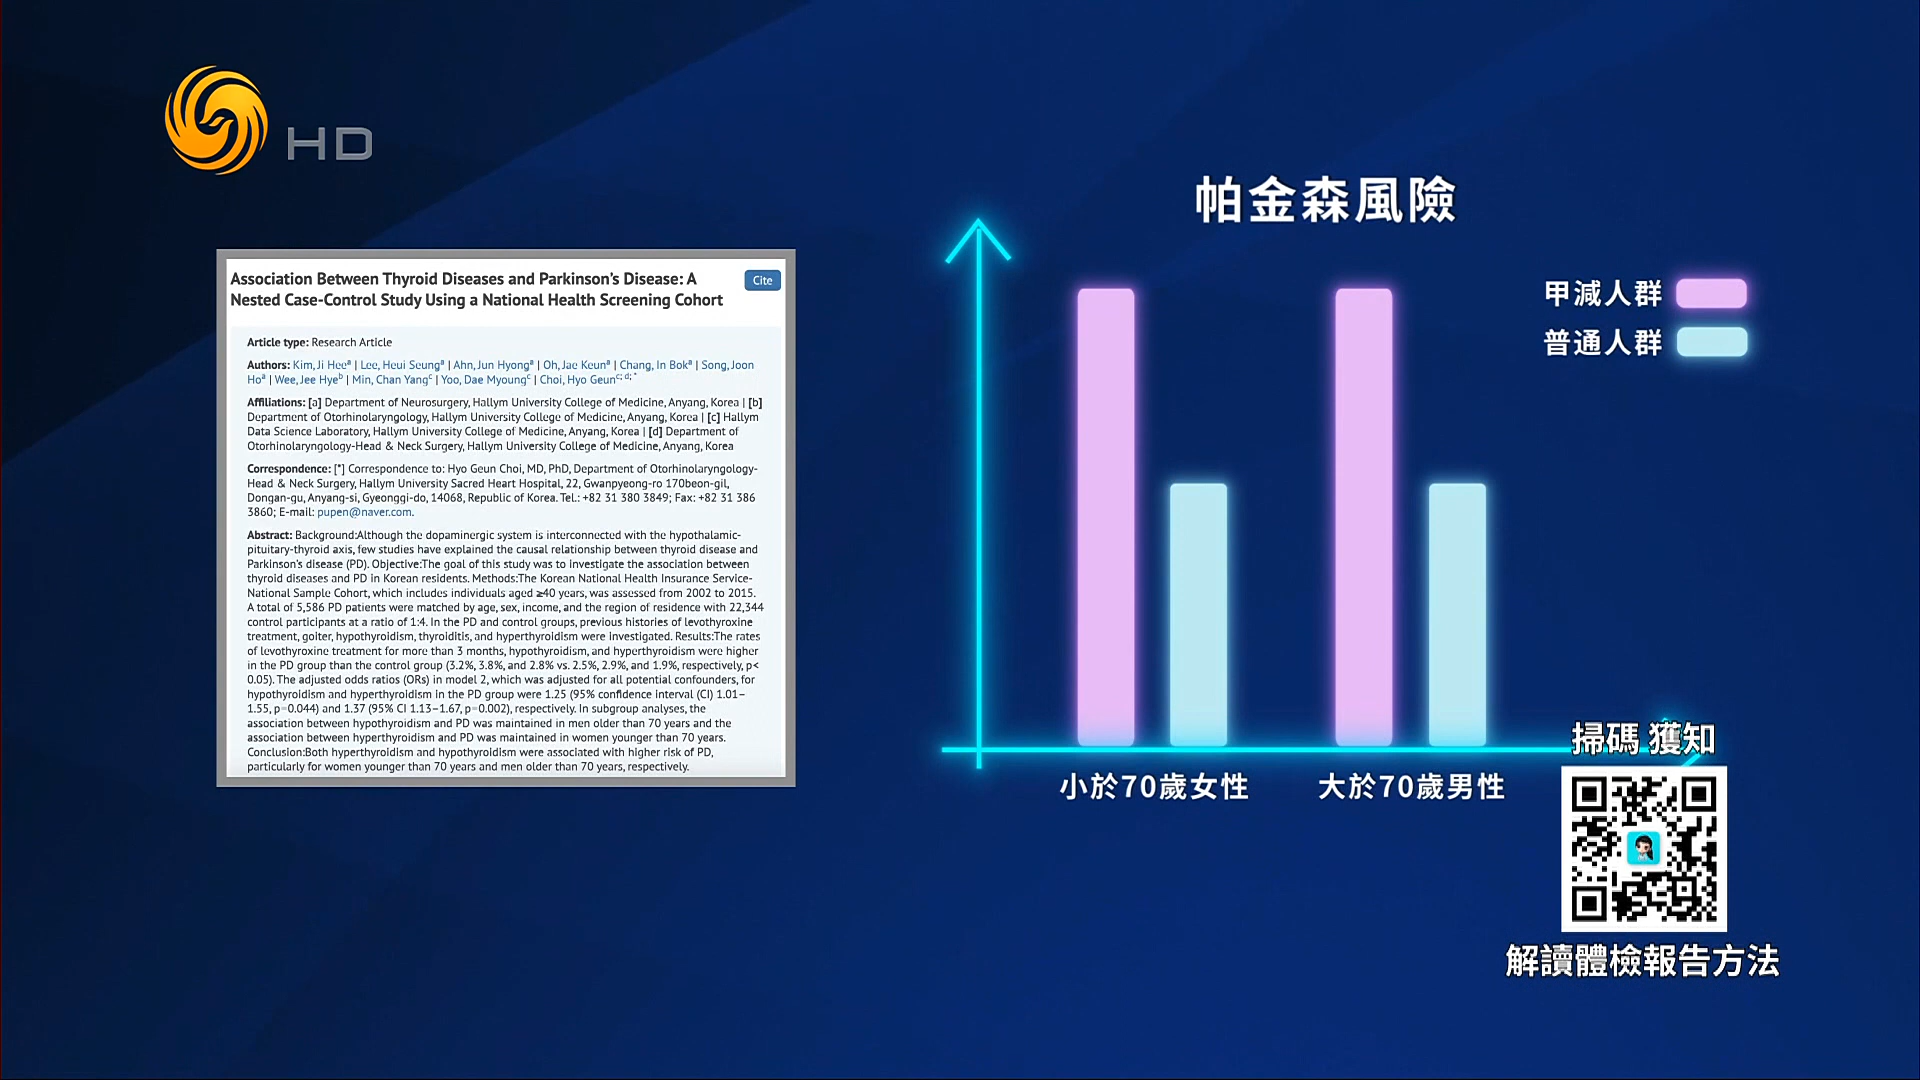 HD
帕金森風險
甲減人群
普通人群
Association Between Thyroid Diseases and Parkinson's Disease: A
Nested Case-Control Study Using a National Health Screening Cohort
Cite
Article type: Research Article
Authors: Kim, Ji Heeª | Lee, Heui Seungª | Ahn, Jun Hyongª | Oh, Jae Keunª | Chang, In Bokª | Song, Joon
Hoª | Wee, Jee Hyeᵇ | Min, Chan Yangᶜ | Yoo, Dae Myoungᶜ | Choi, Hyo Geunᶜ; ᵈ; *
Affiliations: [a] Department of Neurosurgery, Hallym University College of Medicine, Anyang, Korea | [b]
Department of Otorhinolaryngology, Hallym University College of Medicine, Anyang, Korea | [c] Hallym
Data Science Laboratory, Hallym University College of Medicine, Anyang, Korea | [d] Department of
Otorhinolaryngology-Head & Neck Surgery, Hallym University College of Medicine, Anyang, Korea
Correspondence: [*] Correspondence to: Hyo Geun Choi, MD, PhD, Department of Otorhinolaryngology-
Head & Neck Surgery, Hallym University Sacred Heart Hospital, 22, Gwanpyeong-ro 170beon-gil,
Dongan-gu, Anyang-si, Gyeonggi-do, 14068, Republic of Korea. Tel.: +82 31 380 3849; Fax: +82 31 386
3860; E-mail: pupen@naver.com.
Abstract: Background:Although the dopaminergic system is interconnected with the hypothalamic-
pituitary-thyroid axis, few studies have explained the causal relationship between thyroid disease and
Parkinson's disease (PD). Objective:The goal of this study was to investigate the association between
thyroid diseases and PD in Korean residents. Methods:The Korean National Health Insurance Service-
National Sample Cohort, which includes individuals aged ≥40 years, was assessed from 2002 to 2015.
A total of 5,586 PD patients were matched by age, sex, income, and the region of residence with 22,344
control participants at a ratio of 1:4. In the PD and control groups, previous histories of levothyroxine
treatment, goiter, hypothyroidism, thyroiditis, and hyperthyroidism were investigated. Results:The rates
of levothyroxine treatment for more than 3 months, hypothyroidism, and hyperthyroidism were higher
in the PD group than the control group (3.2%, 3.8%, and 2.8% vs. 2.5%, 2.9%, and 1.9%, respectively, p<
0.05). The adjusted odds ratios (ORs) in model 2, which was adjusted for all potential confounders, for
hypothyroidism and hyperthyroidism in the PD group were 1.25 (95% confidence interval (CI) 1.01–
1.55, p=0.044) and 1.37 (95% CI 1.13–1.67, p=0.002), respectively. In subgroup analyses, the
association between hypothyroidism and PD was maintained in men older than 70 years and the
association between hyperthyroidism and PD was maintained in women younger than 70 years.
Conclusion:Both hyperthyroidism and hypothyroidism were associated with higher risk of PD,
particularly for women younger than 70 years and men older than 70 years, respectively.
小於70歲女性
大於70歲男性
掃碼 獲知
解讀體檢報告方法